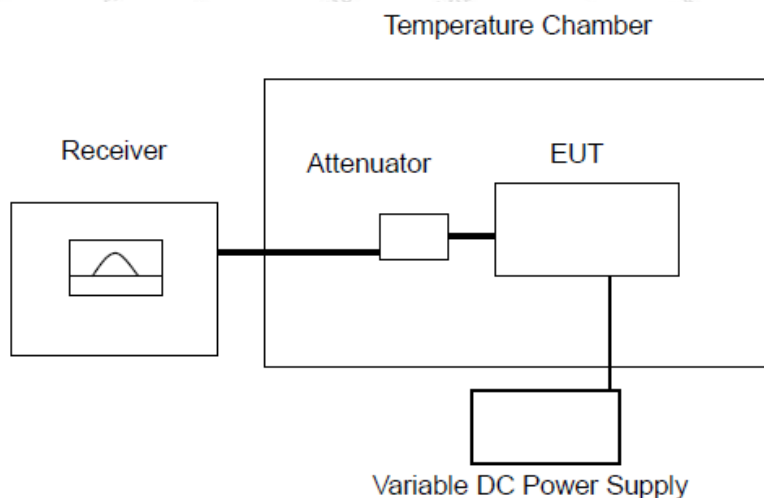 Temperature Chamber
Receiver
Attenuator
EUT
Variable DC Power Supply